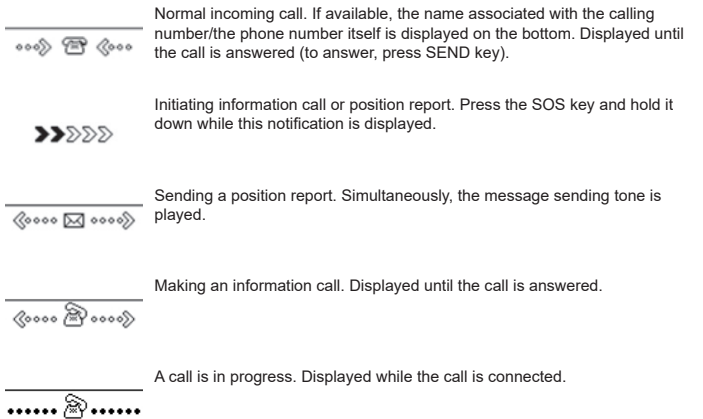 Normal incoming call. If available, the name associated with the calling
number/the phone number itself is displayed on the bottom. Displayed until
the call is answered (to answer, press SEND key).
Initiating information call or position report. Press the SOS key and hold it
down while this notification is displayed.
Sending a position report. Simultaneously, the message sending tone is
played.
Making an information call. Displayed until the call is answered.
A call is in progress. Displayed while the call is connected.